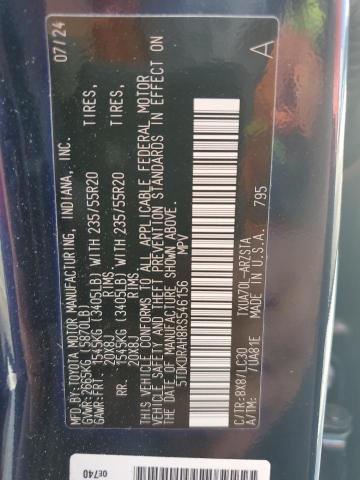 MFD. BY: TOYOTA MOTOR MANUFACTURING, INDIANA, INC. 07/24
GVWR: 2665KG (5875LB)
GAWR: FRT. 1545KG (3405LB) WITH 235/55R20 TIRES,
20X8J RIMS.
RR. 1545KG (3405LB) WITH 235/55R20 TIRES,
20X8J RIMS.
THIS VEHICLE CONFORMS TO ALL APPLICABLE FEDERAL MOTOR
VEHICLE SAFETY, BUMPER, AND THEFT PREVENTION STANDARDS IN EFFECT ON
THE DATE OF MANUFACTURE SHOWN ABOVE.
5TDKDRAH8RS546156 MPV
A
C/TR: 8X8/LC30 TXUA70L-ARZSTA 795
A/TM: -/UA81E MADE IN U.S.A.
0E740